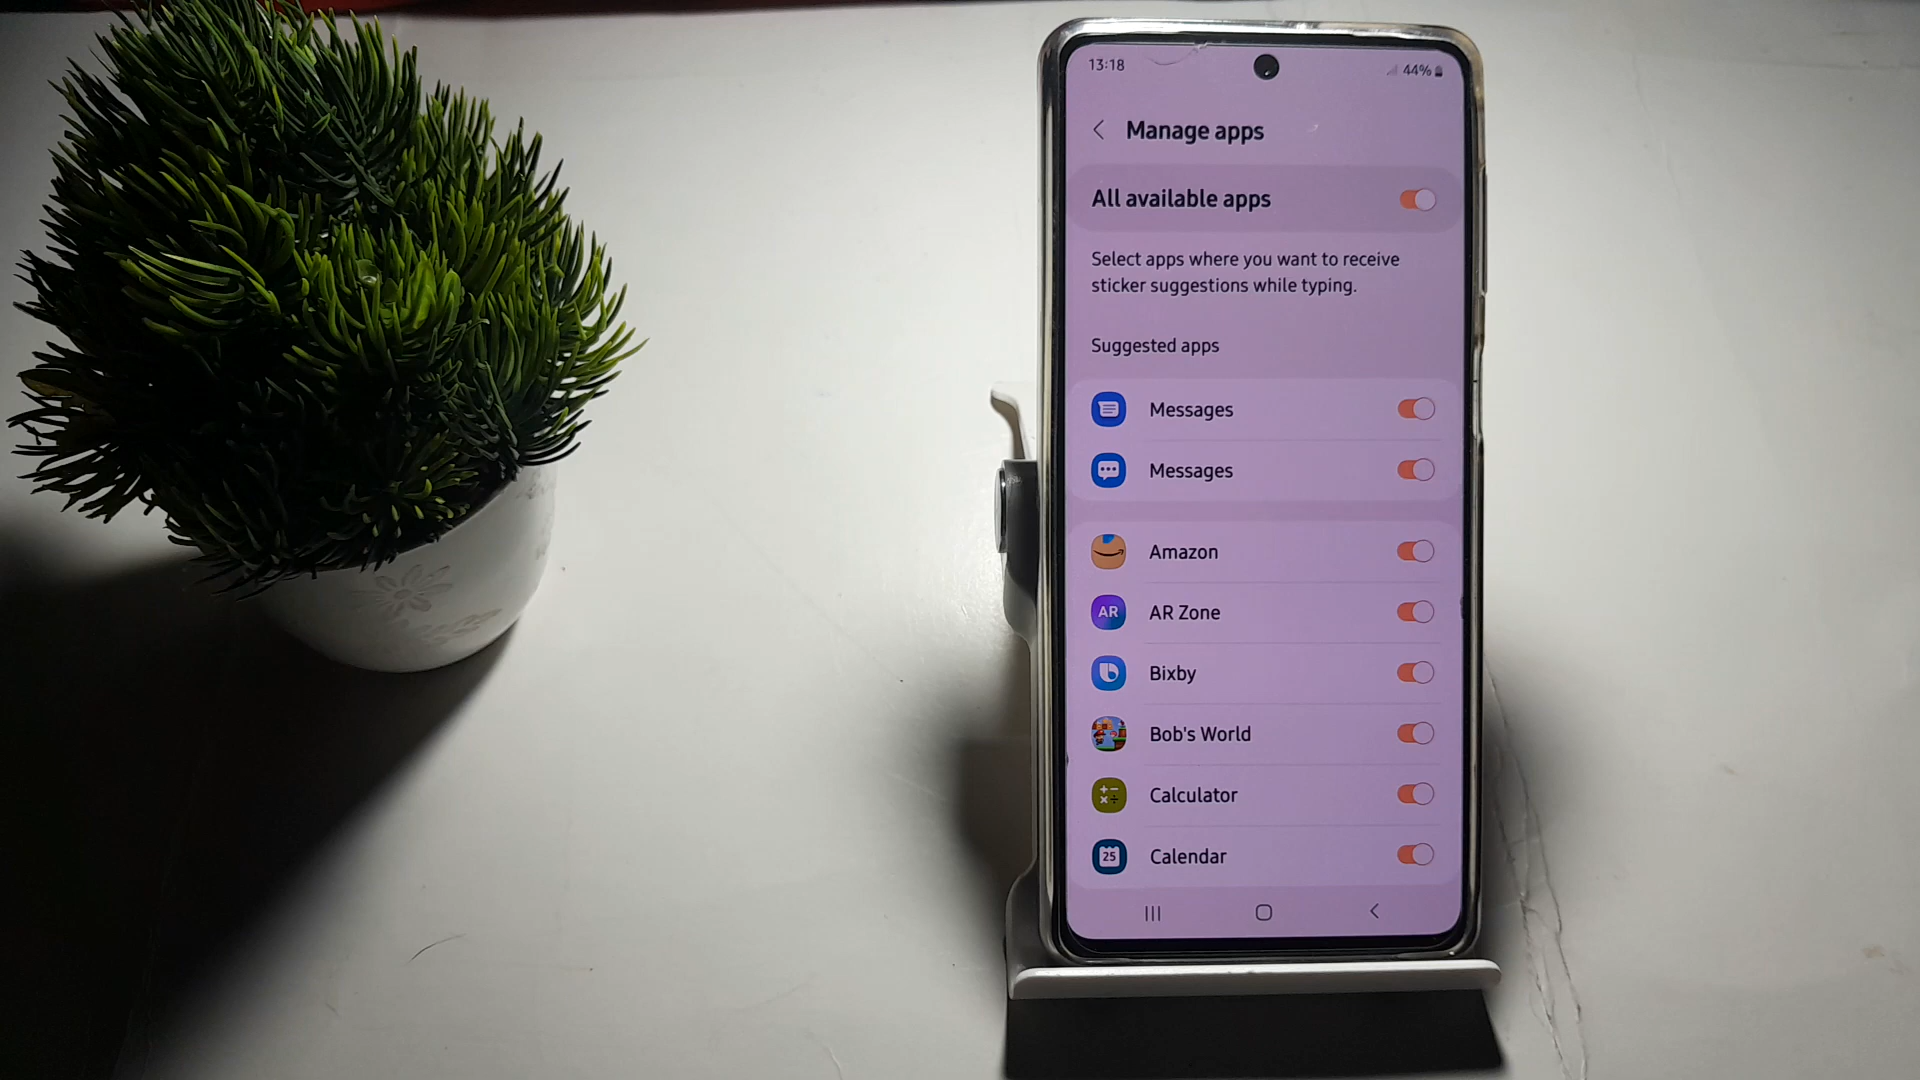 13:18
44%
Manage apps
All available apps
Select apps where you want to receive
sticker suggestions while typing.
Suggested apps
Messages
Messages
Amazon
AR
AR Zone
Bixby
Bob's World
Calculator
25
Calendar